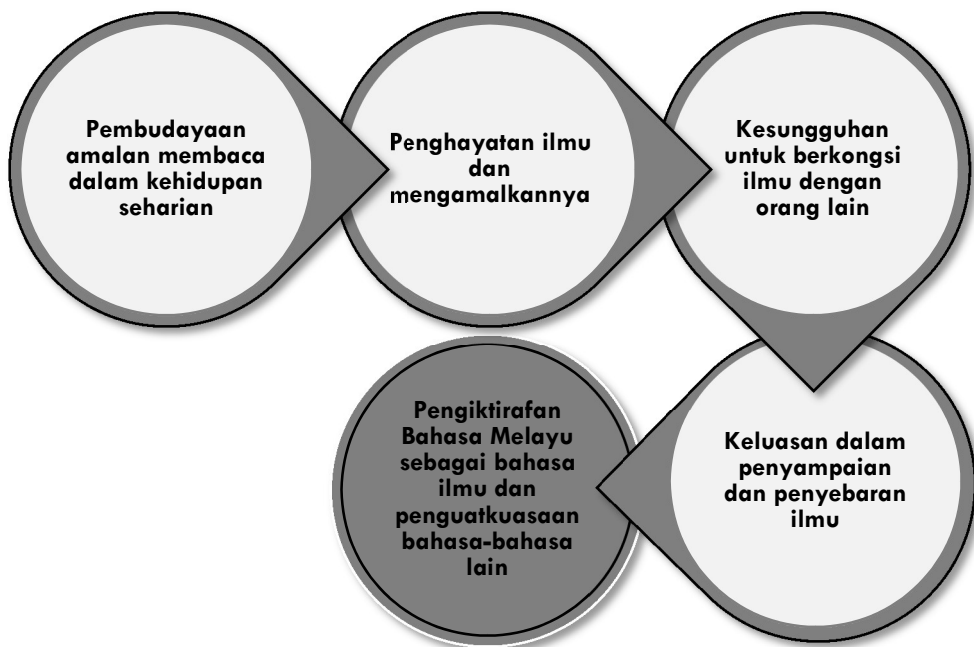 Pembudayaan
amalan membaca
dalam kehidupan
seharian
Penghayatan ilmu
dan
mengamalkannya
Kesungguhan
untuk berkongsi
ilmu dengan
orang lain
Keluasan dalam
penyampaian
dan penyebaran
ilmu
Pengiktirafan
Bahasa Melayu
sebagai bahasa
ilmu dan
penguatkuasaan
bahasa-bahasa
lain